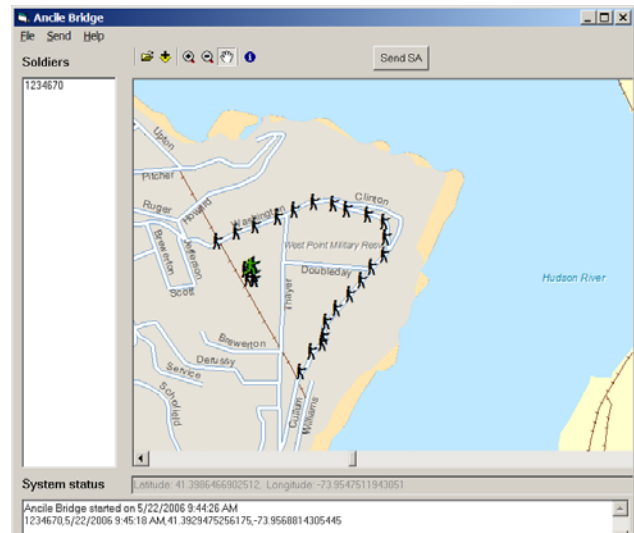 Ancile Bridge
File Send Help
Soldiers
Send SA
1234670
Upton
Pitcher
Clinton
Ruger
Howard
Washington
West Point Military Resv
Brewerton
Jefferson
Doubleday
Hudson River
Scott
Thayer
Brewerton
Derussy
Service
Schofield
Cullum
Williams
System status
Latitude: 41.3986466902512, Longitude: -73.9547511943051
Ancile Bridge started on 5/22/2006 9:44:26 AM
1234670,5/22/2006 9:45:18 AM,41.3929475256175,-73.9568814305445